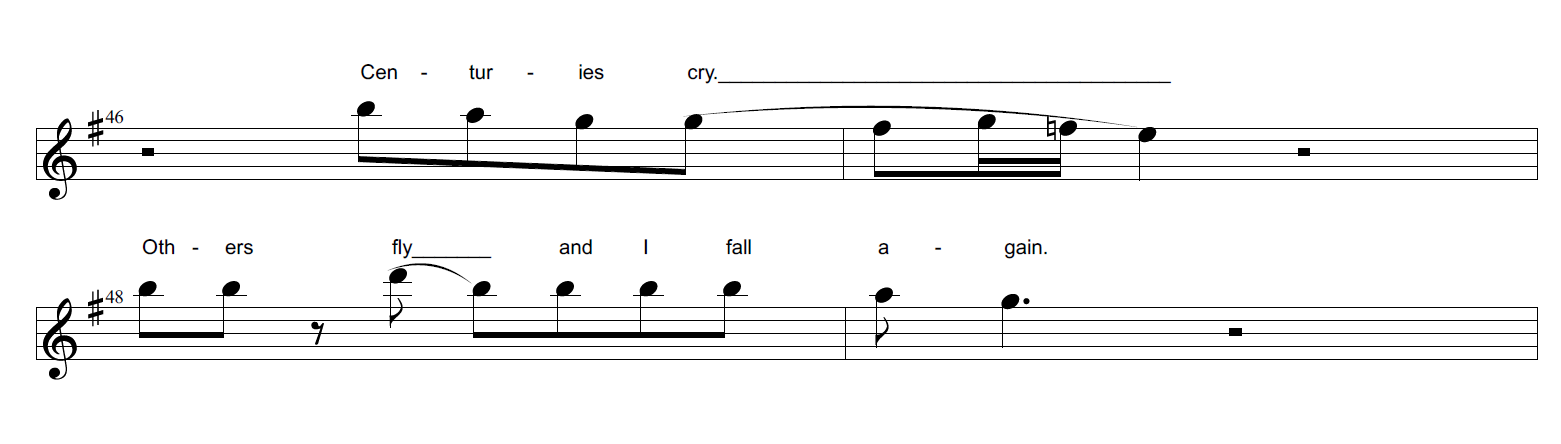 Cen - tur - ies cry.
46
Oth - ers fly and I fall a - gain.
48